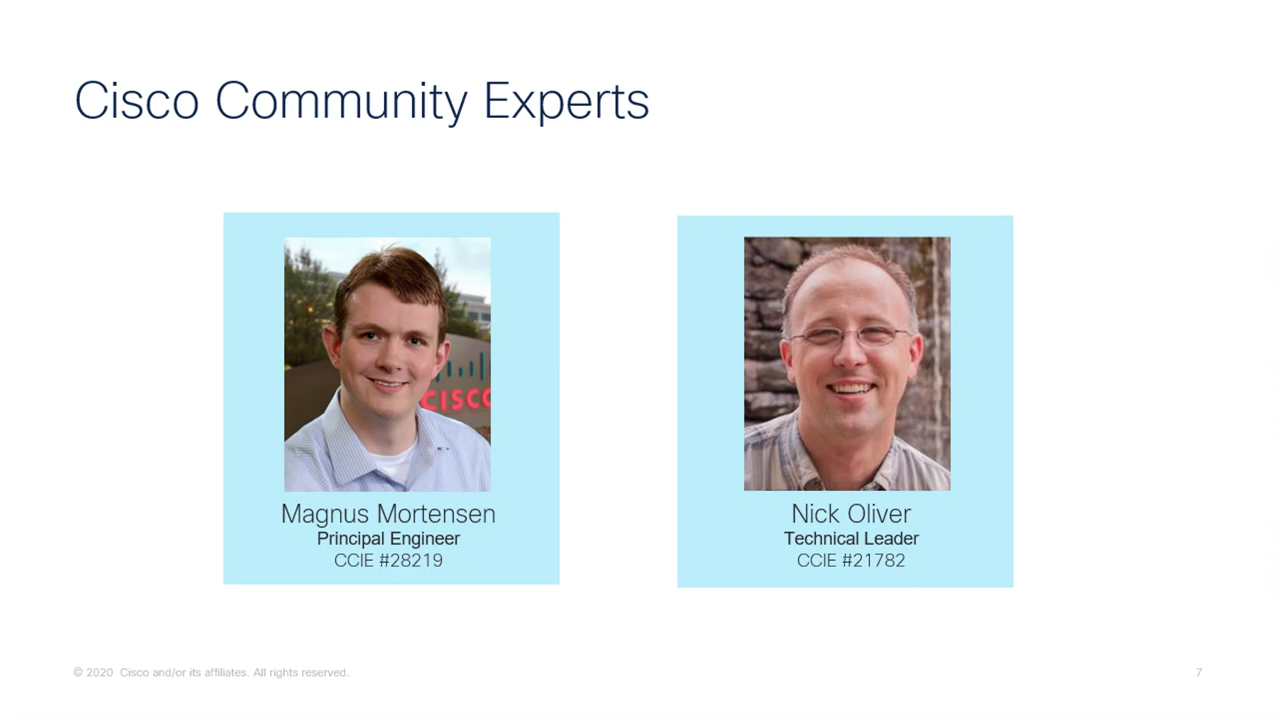 Cisco Community Experts
CISCO
Magnus Mortensen
Principal Engineer
CCIE #28219
Nick Oliver
Technical Leader
CCIE #21782
© 2020 Cisco and/or its affiliates. All rights reserved.
7